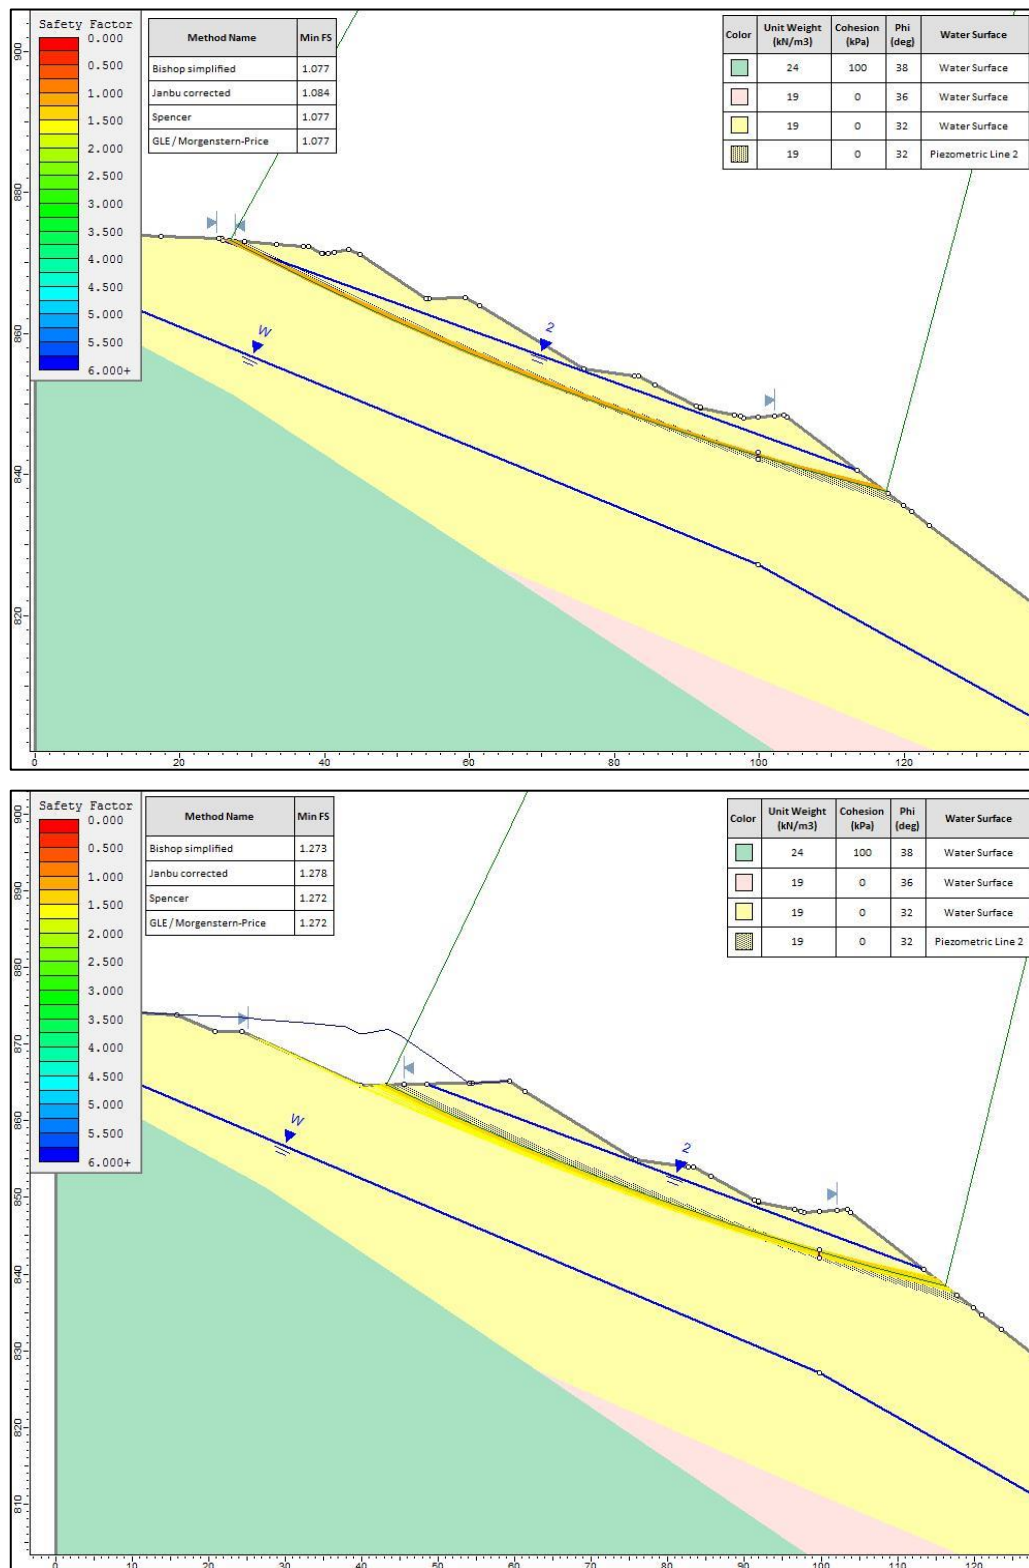 Safety Factor
0.000
0.500
1.000
1.500
2.000
2.500
3.000
3.500
4.000
4.500
5.000
5.500
6.000+
Method Name Min FS
Bishop simplified 1.077
Janbu corrected 1.084
Spencer 1.077
GLE / Morgenstern-Price 1.077
Color Unit Weight (kN/m3) Cohesion (kPa) Phi (deg) Water Surface
24 100 38 Water Surface
19 0 36 Water Surface
19 0 32 Water Surface
19 0 32 Piezometric Line 2
900
880
860
840
820
W
2
0 20 40 60 80 100 120
Safety Factor
0.000
0.500
1.000
1.500
2.000
2.500
3.000
3.500
4.000
4.500
5.000
5.500
6.000+
Method Name Min FS
Bishop simplified 1.273
Janbu corrected 1.278
Spencer 1.272
GLE / Morgenstern-Price 1.272
Color Unit Weight (kN/m3) Cohesion (kPa) Phi (deg) Water Surface
24 100 38 Water Surface
19 0 36 Water Surface
19 0 32 Water Surface
19 0 32 Piezometric Line 2
900
890
880
870
860
850
840
830
820
810
W
2
0 10 20 30 40 50 60 70 80 90 100 110 120